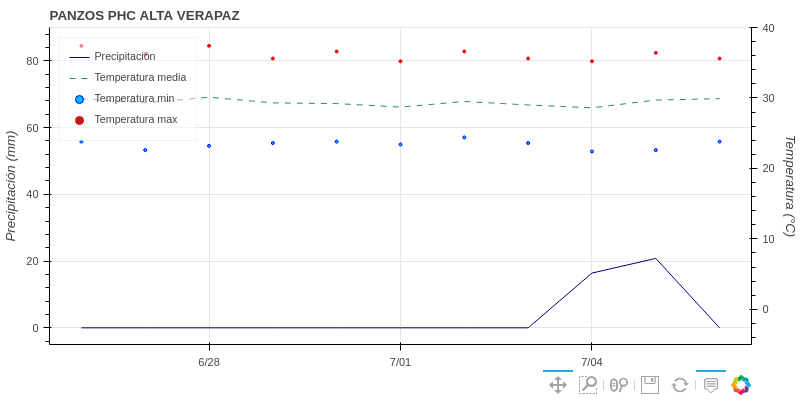 PANZOS PHC ALTA VERAPAZ
Precipitación
Temperatura media
Temperatura min
Temperatura max
Precipitación (mm)
80
60
40
20
0
Temperatura (°C)
40
30
20
10
0
6/28
7/01
7/04